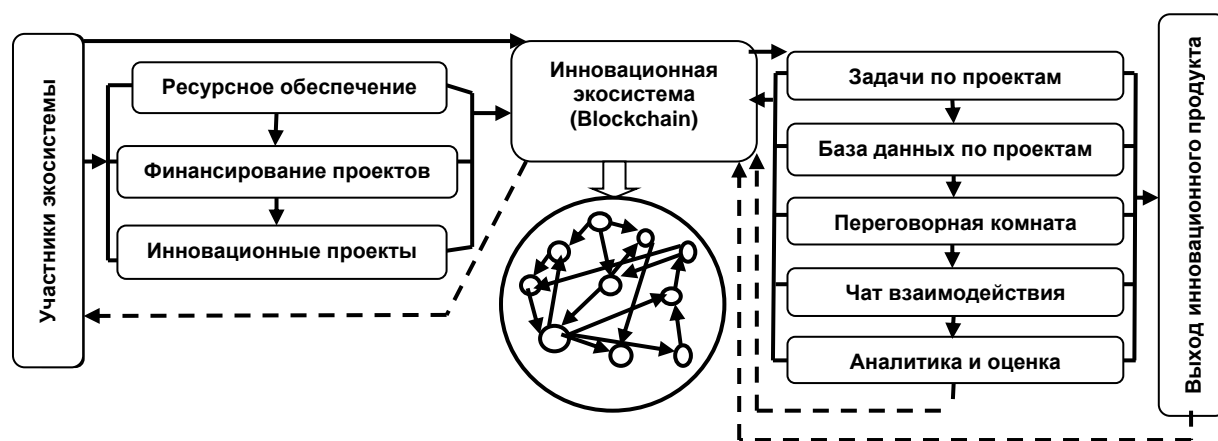 Участники экосистемы
Ресурсное обеспечение
Финансирование проектов
Инновационные проекты
Инновационная
экосистема
(Blockchain)
Задачи по проектам
База данных по проектам
Переговорная комната
Чат взаимодействия
Аналитика и оценка
Выход инновационного продукта